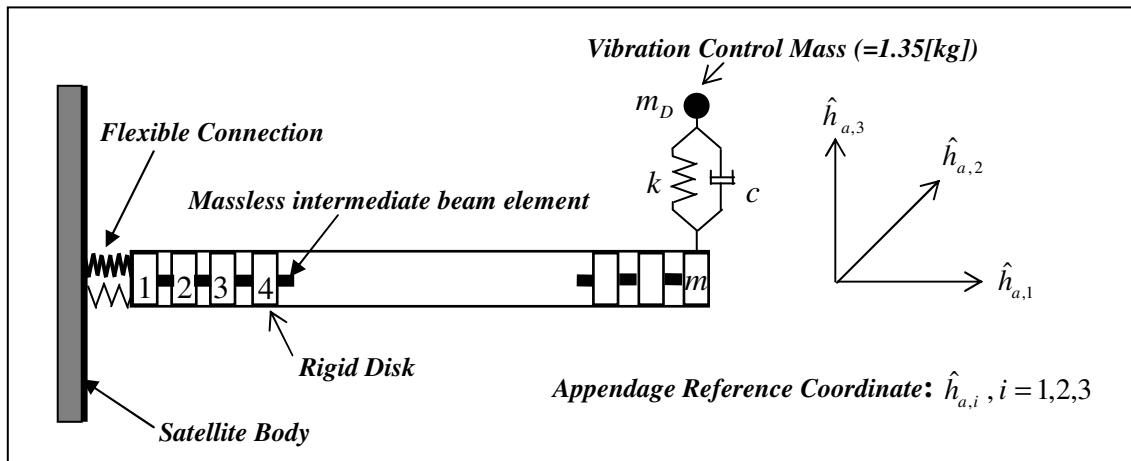 Vibration Control Mass (=1.35[kg])
m_D
ĥ_{a,3}
Flexible Connection
ĥ_{a,2}
k
c
Massless intermediate beam element
1 2 3 4 m
ĥ_{a,1}
Rigid Disk
Appendage Reference Coordinate: ĥ_{a,i} , i = 1,2,3
Satellite Body